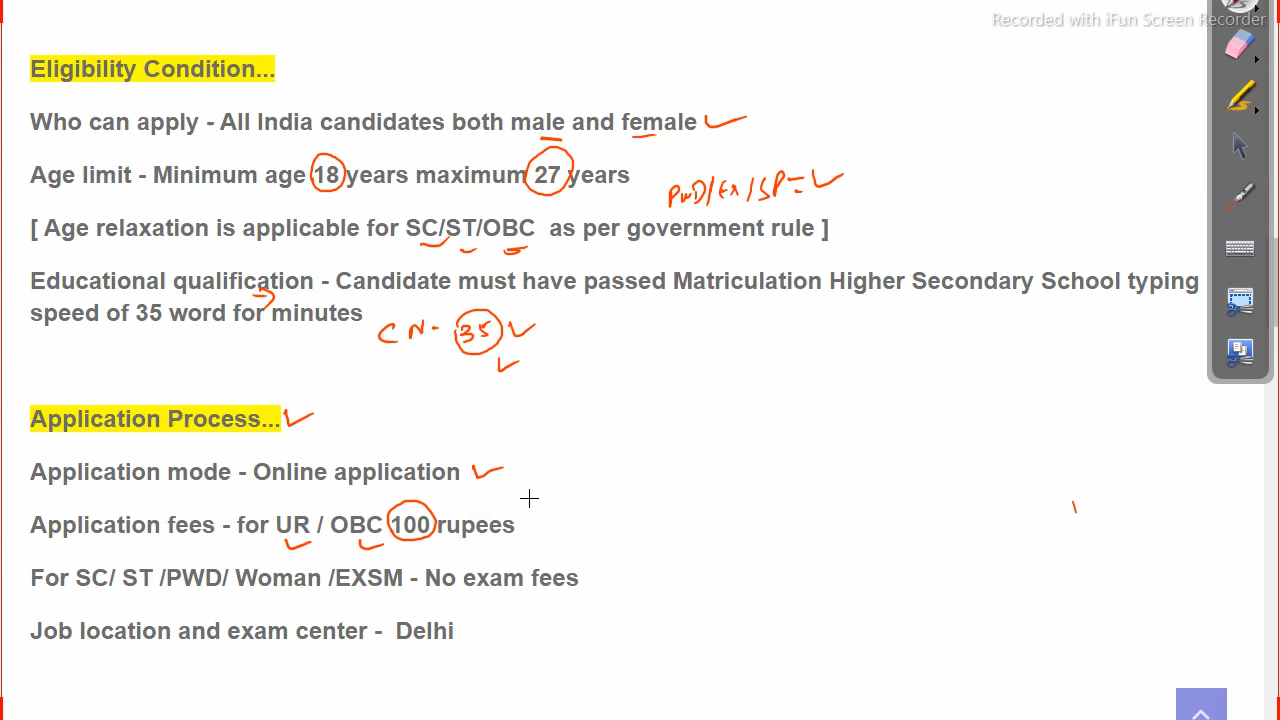 Recorded with iFun Screen Recorder
Eligibility Condition...
Who can apply - All India candidates both male and female
Age limit - Minimum age 18 years maximum 27 years
PWD/EX/SP=
[ Age relaxation is applicable for SC/ST/OBC as per government rule ]
Educational qualification - Candidate must have passed Matriculation Higher Secondary School typing
speed of 35 word for minutes
CN- 35
Application Process...
Application mode - Online application
Application fees - for UR / OBC 100 rupees
For SC/ ST /PWD/ Woman /EXSM - No exam fees
Job location and exam center - Delhi